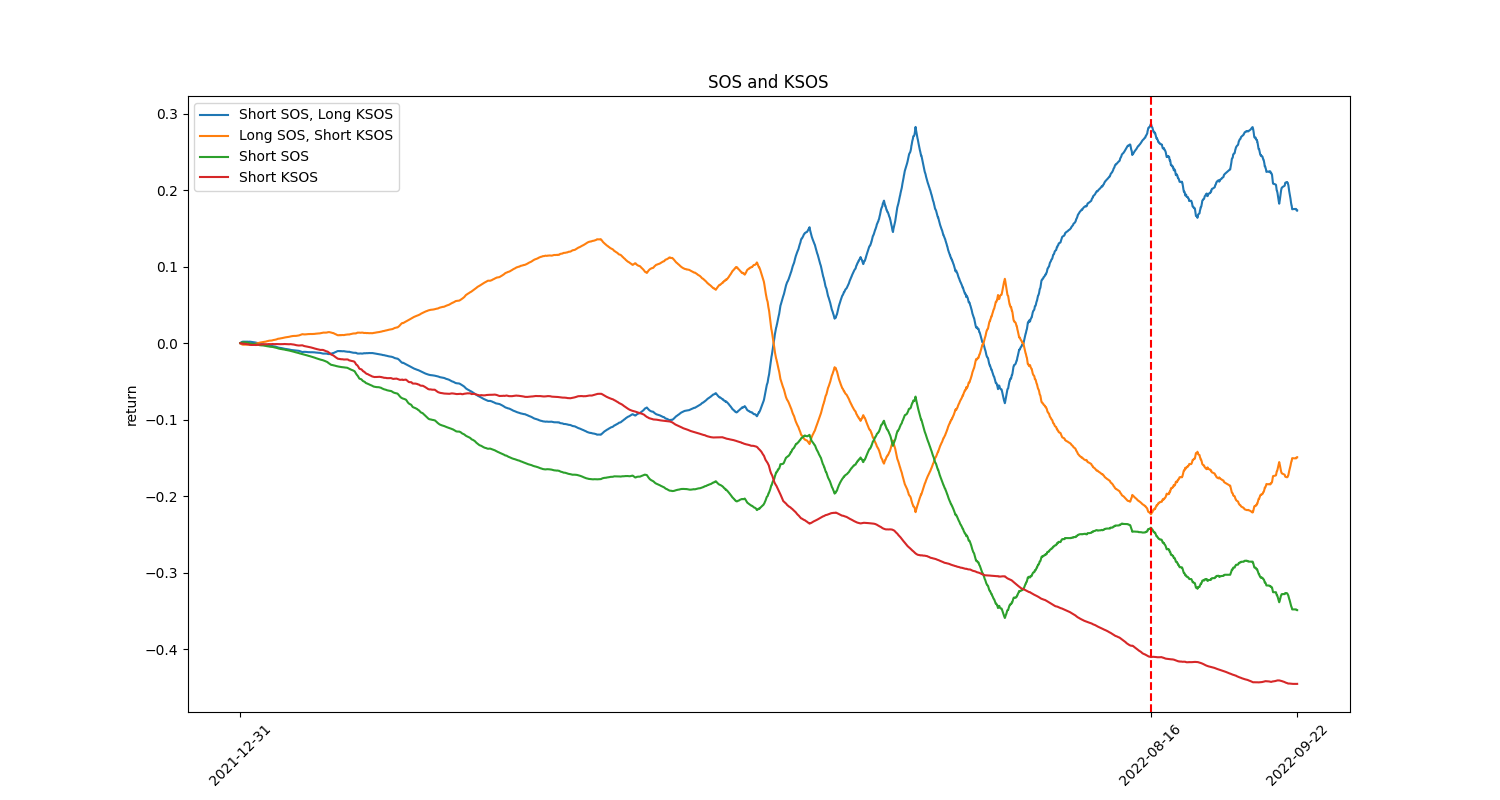 SOS and KSOS
Short SOS, Long KSOS
Long SOS, Short KSOS
Short SOS
Short KSOS
return
0.3
0.2
0.1
0.0
−0.1
−0.2
−0.3
−0.4
2021-12-31
2022-08-16
2022-09-22